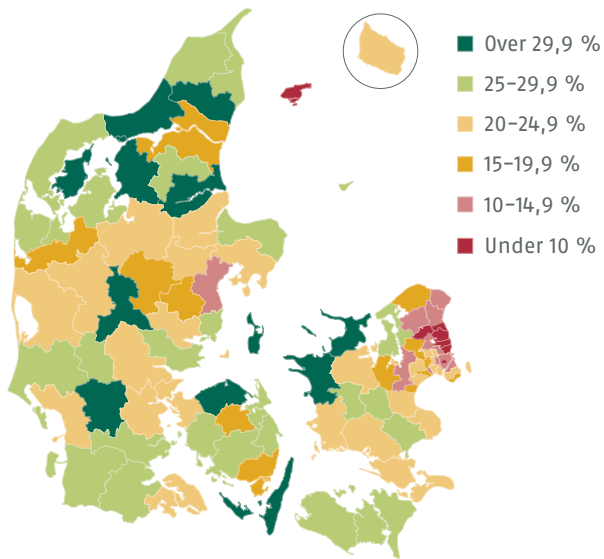 Over 29,9 %
25–29,9 %
20–24,9 %
15–19,9 %
10–14,9 %
Under 10 %